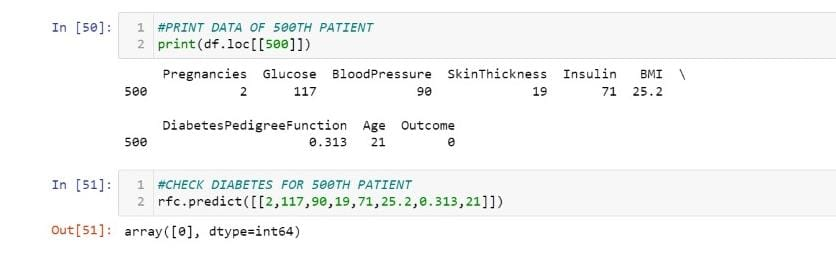 In [50]:
1 #PRINT DATA OF 500TH PATIENT
2 print(df.loc[[500]])
Pregnancies Glucose BloodPressure SkinThickness Insulin BMI \
500 2 117 90 19 71 25.2
DiabetesPedigreeFunction Age Outcome
500 0.313 21 0
In [51]:
1 #CHECK DIABETES FOR 500TH PATIENT
2 rfc.predict([[2,117,90,19,71,25.2,0.313,21]])
Out[51]: array([0], dtype=int64)